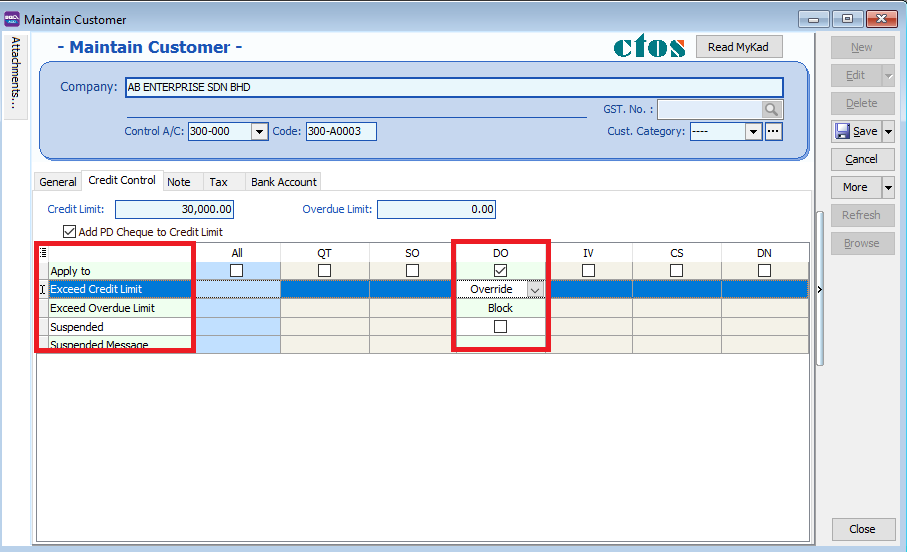 Maintain Customer
Attachments...
- Maintain Customer -
ctos
Read MyKad
Company: AB ENTERPRISE SDN BHD
GST. No. :
Control A/C: 300-000 Code: 300-A0003 Cust. Category: ----
General Credit Control Note Tax Bank Account
Credit Limit: 30,000.00 Overdue Limit: 0.00
Add PD Cheque to Credit Limit
All QT SO DO IV CS DN
Apply to
Exceed Credit Limit Override
Exceed Overdue Limit Block
Suspended
Suspended Message
New
Edit
Delete
Save
Cancel
More
Refresh
Browse
Close